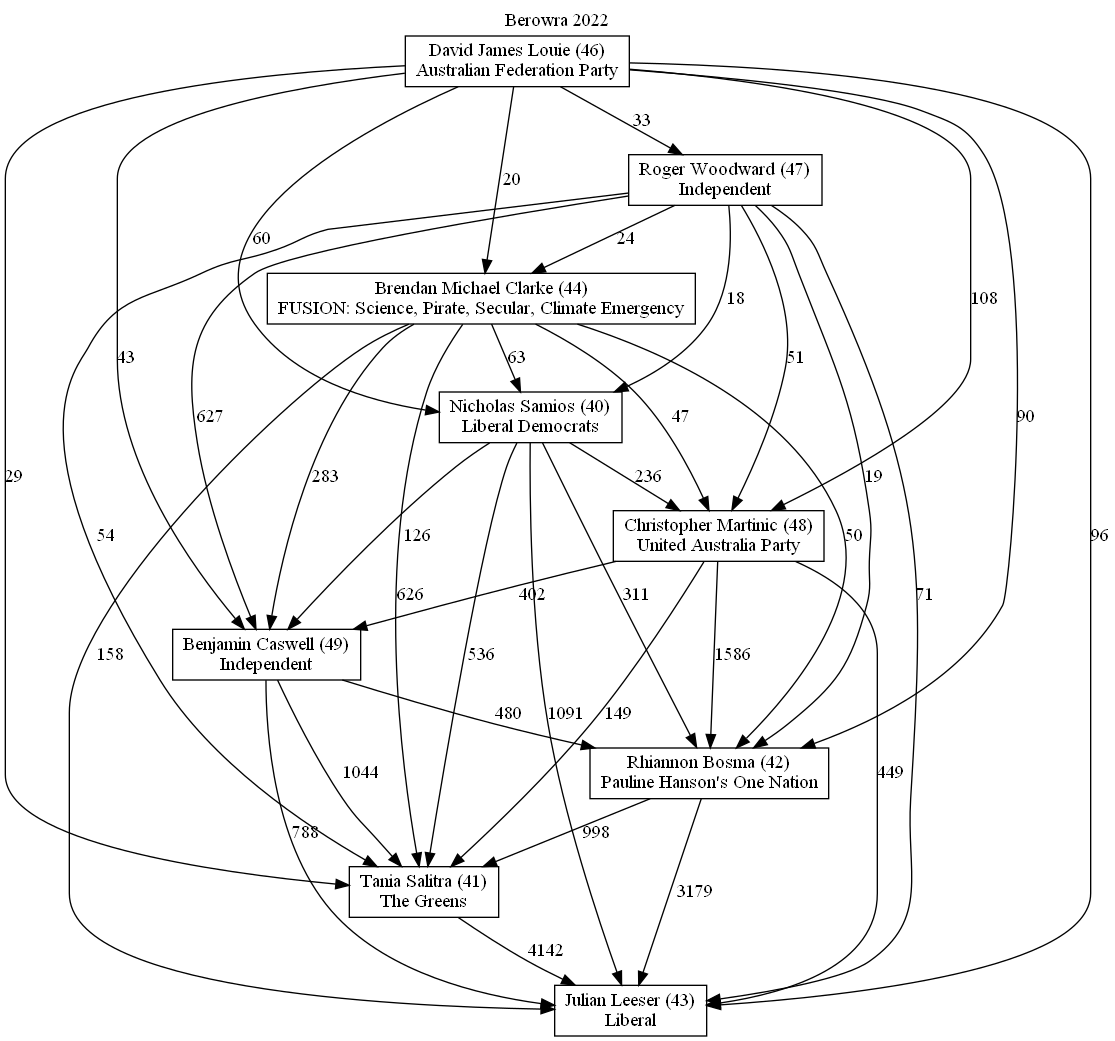 Berowra 2022
David James Louie (46)
Australian Federation Party
33
Roger Woodward (47)
Independent
20
60
24
Brendan Michael Clarke (44)
FUSION: Science, Pirate, Secular, Climate Emergency
18
108
43
63
51
Nicholas Samios (40)
Liberal Democrats
627
47
90
29
283
236
19
Christopher Martinic (48)
United Australia Party
54
126
50
96
626
402
311
71
Benjamin Caswell (49)
Independent
158
536
1586
480
1091
149
Rhiannon Bosma (42)
Pauline Hanson's One Nation
1044
449
788
998
Tania Salitra (41)
The Greens
3179
4142
Julian Leeser (43)
Liberal